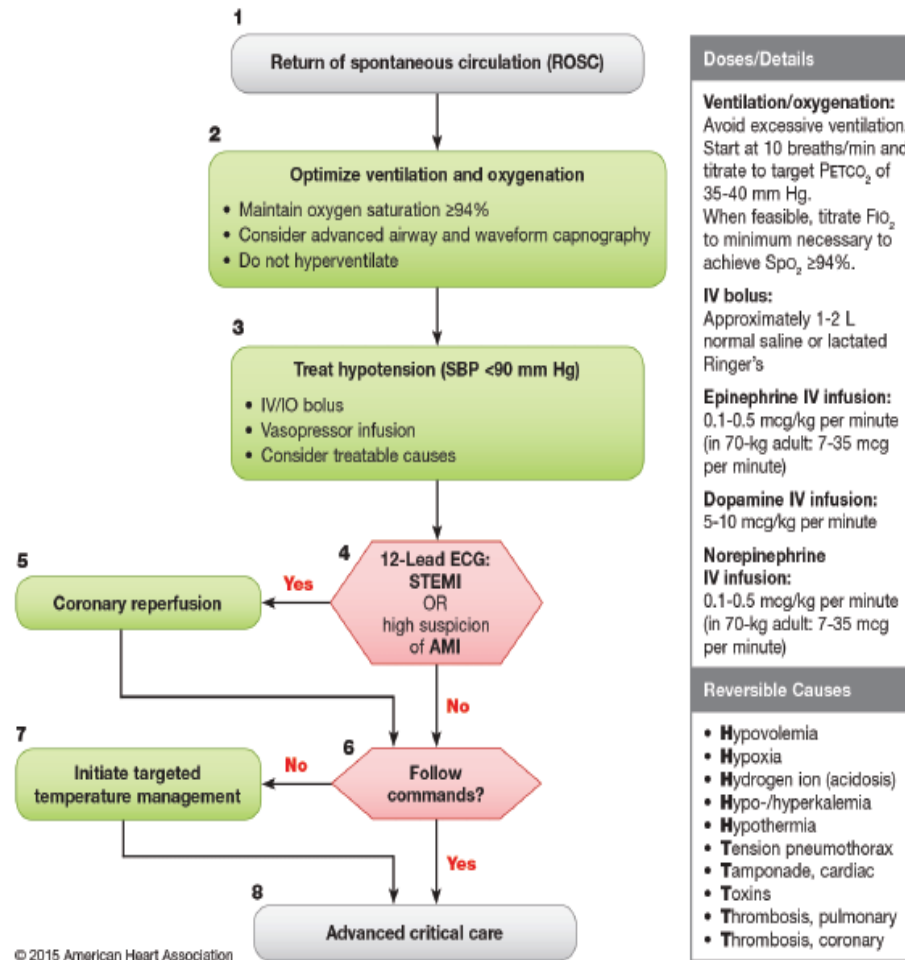 1
Return of spontaneous circulation (ROSC)
2
Optimize ventilation and oxygenation
• Maintain oxygen saturation ≥94%
• Consider advanced airway and waveform capnography
• Do not hyperventilate
3
Treat hypotension (SBP <90 mm Hg)
• IV/IO bolus
• Vasopressor infusion
• Consider treatable causes
4
12-Lead ECG:
STEMI
OR
high suspicion
of AMI
Yes
5
Coronary reperfusion
No
6
Follow
commands?
No
7
Initiate targeted
temperature management
Yes
8
Advanced critical care
© 2015 American Heart Association
Doses/Details
Ventilation/oxygenation:
Avoid excessive ventilation.
Start at 10 breaths/min and
titrate to target PETCO₂ of
35-40 mm Hg.
When feasible, titrate FIO₂
to minimum necessary to
achieve SpO₂ ≥94%.
IV bolus:
Approximately 1-2 L
normal saline or lactated
Ringer's
Epinephrine IV infusion:
0.1-0.5 mcg/kg per minute
(in 70-kg adult: 7-35 mcg
per minute)
Dopamine IV infusion:
5-10 mcg/kg per minute
Norepinephrine
IV infusion:
0.1-0.5 mcg/kg per minute
(in 70-kg adult: 7-35 mcg
per minute)
Reversible Causes
• Hypovolemia
• Hypoxia
• Hydrogen ion (acidosis)
• Hypo-/hyperkalemia
• Hypothermia
• Tension pneumothorax
• Tamponade, cardiac
• Toxins
• Thrombosis, pulmonary
• Thrombosis, coronary